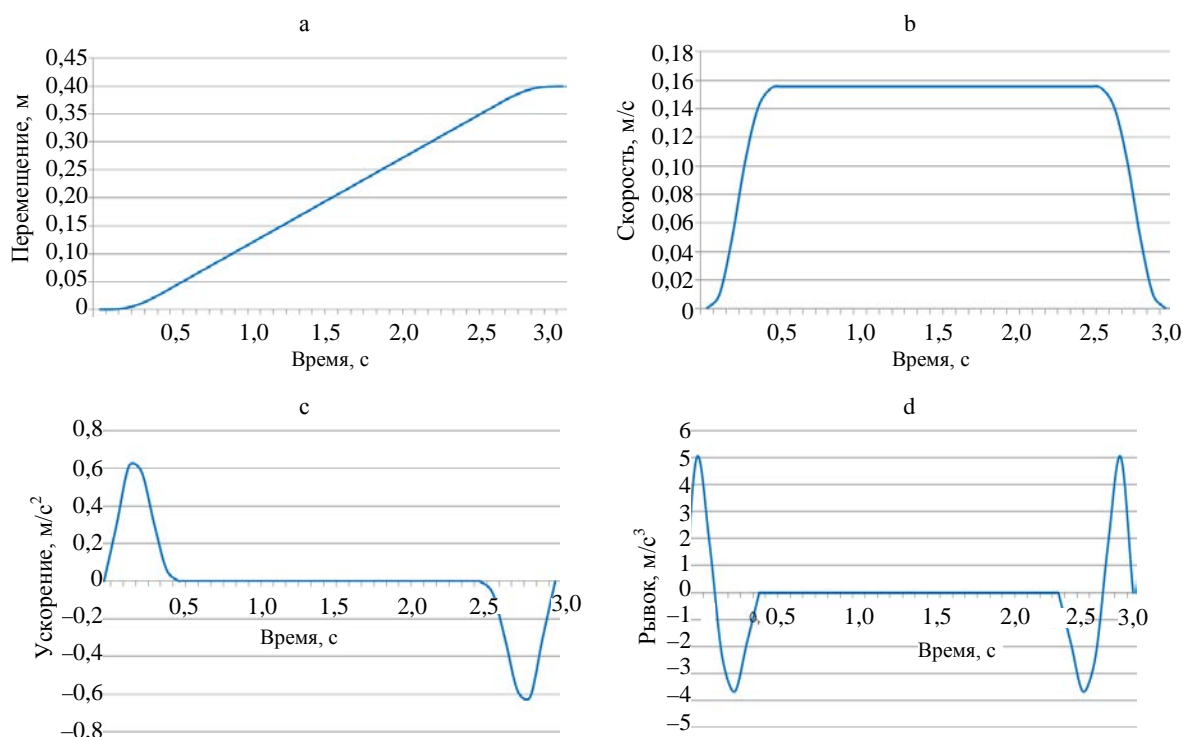 a
0,45
0,40
0,35
0,30
0,25
0,20
0,15
0,10
0,05
0
Перемещение, м
0,5 1,0 1,5 2,0 2,5 3,0
Время, с
b
0,18
0,16
0,14
0,12
0,10
0,08
0,06
0,04
0,02
0
Скорость, м/с
0,5 1,0 1,5 2,0 2,5 3,0
Время, с
c
0,8
0,6
0,4
0,2
0
–0,2
–0,4
–0,6
–0,8
Ускорение, м/с²
0,5 1,0 1,5 2,0 2,5 3,0
Время, с
d
6
5
4
3
2
1
0
–1
–2
–3
–4
–5
Рывок, м/с³
0,5 1,0 1,5 2,0 2,5 3,0
Время, с